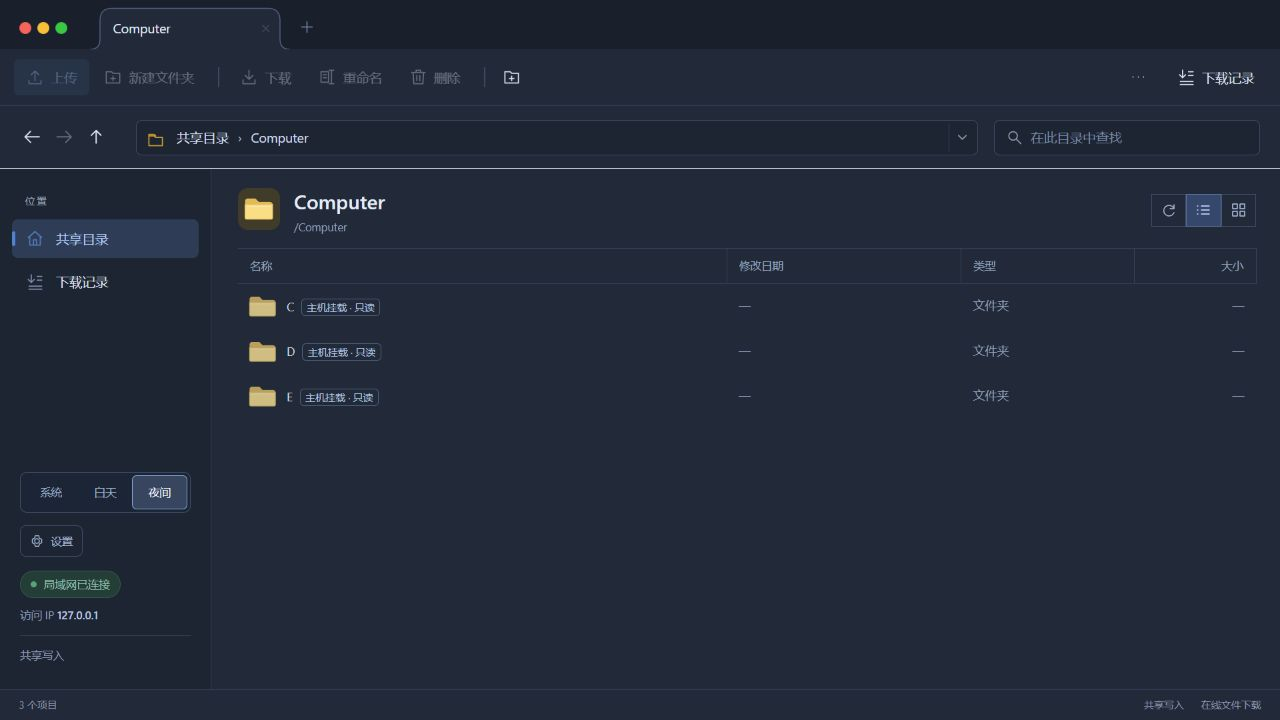 Computer
上传 新建文件夹 下载 重命名 删除 ··· 下载记录
共享目录 › Computer 在此目录中查找
位置
共享目录
下载记录
Computer
/Computer
名称 修改日期 类型 大小
C 主机挂载 · 只读 — 文件夹 —
D 主机挂载 · 只读 — 文件夹 —
E 主机挂载 · 只读 — 文件夹 —
系统 白天 夜间
设置
局域网已连接
访问 IP 127.0.0.1
共享写入
3 个项目 共享写入 在线文件下载